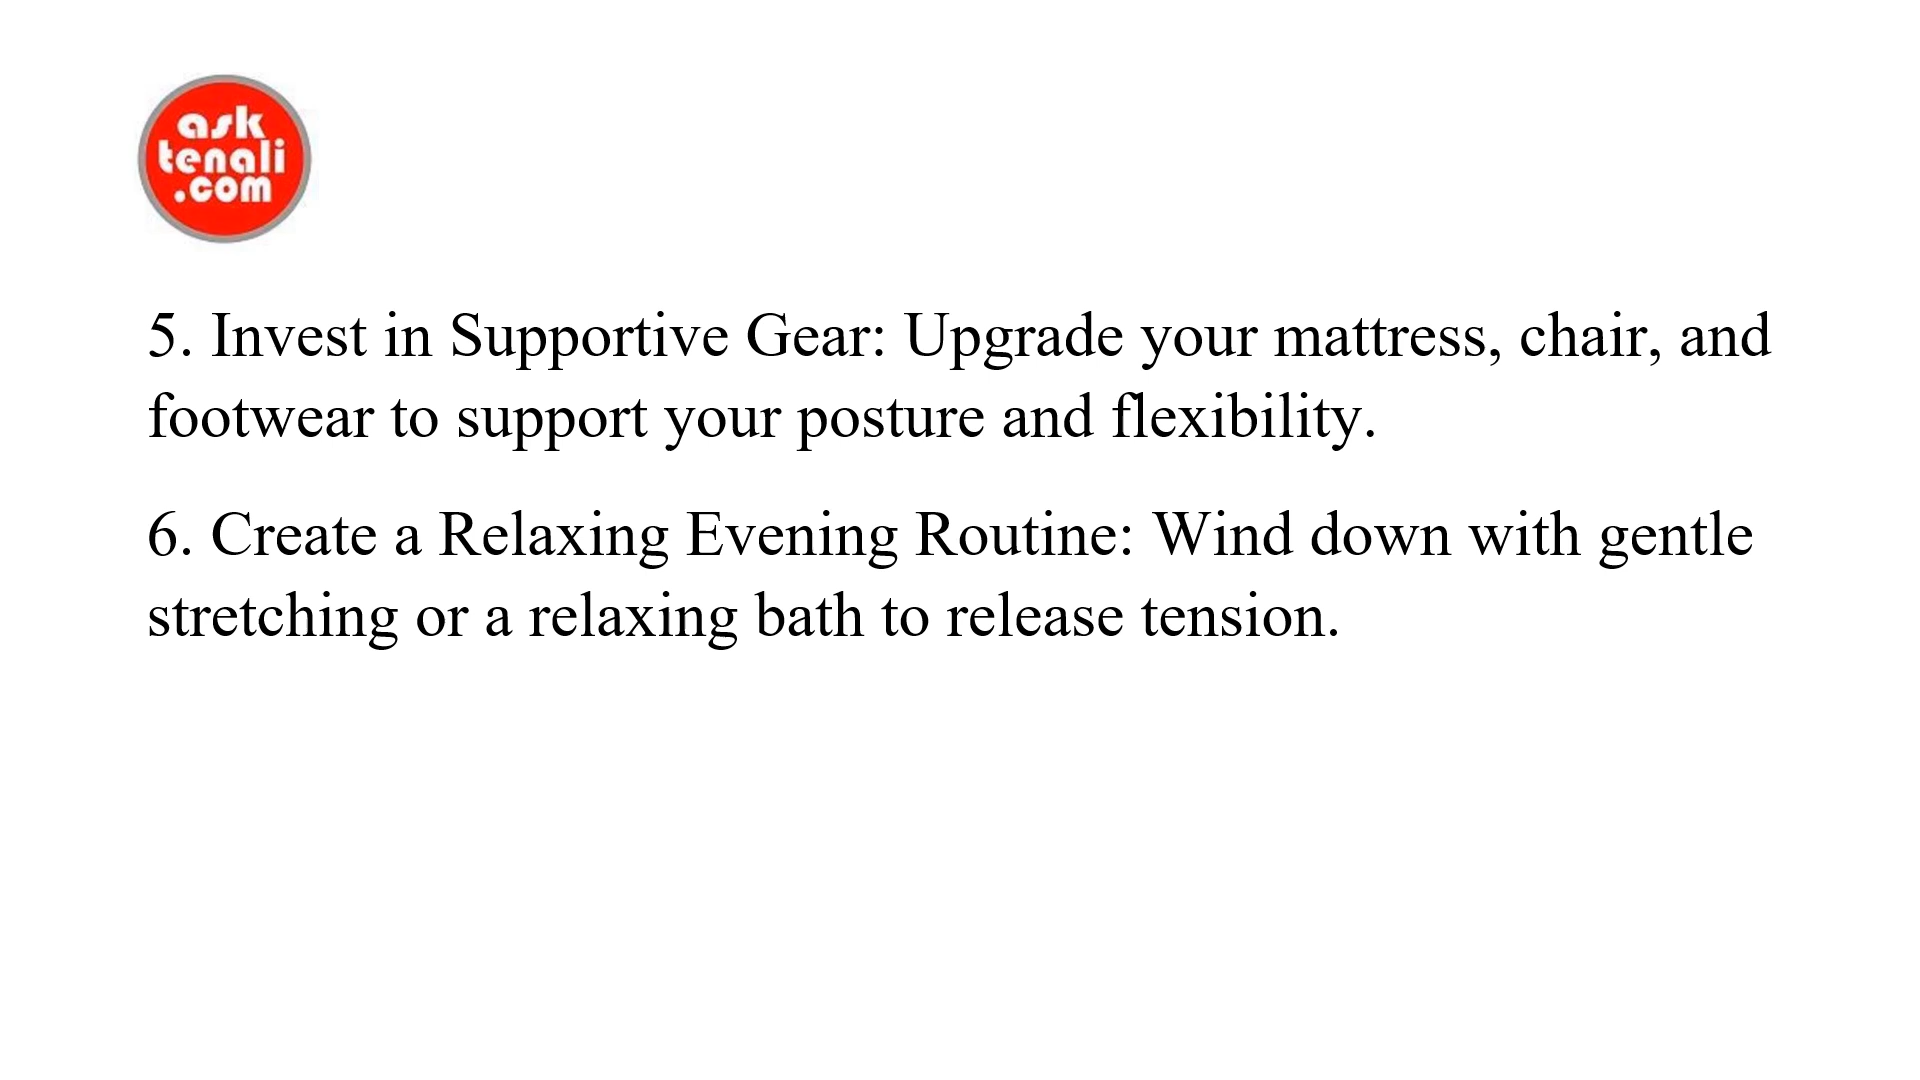 ask
tenali
.com
5. Invest in Supportive Gear: Upgrade your mattress, chair, and
footwear to support your posture and flexibility.
6. Create a Relaxing Evening Routine: Wind down with gentle
stretching or a relaxing bath to release tension.